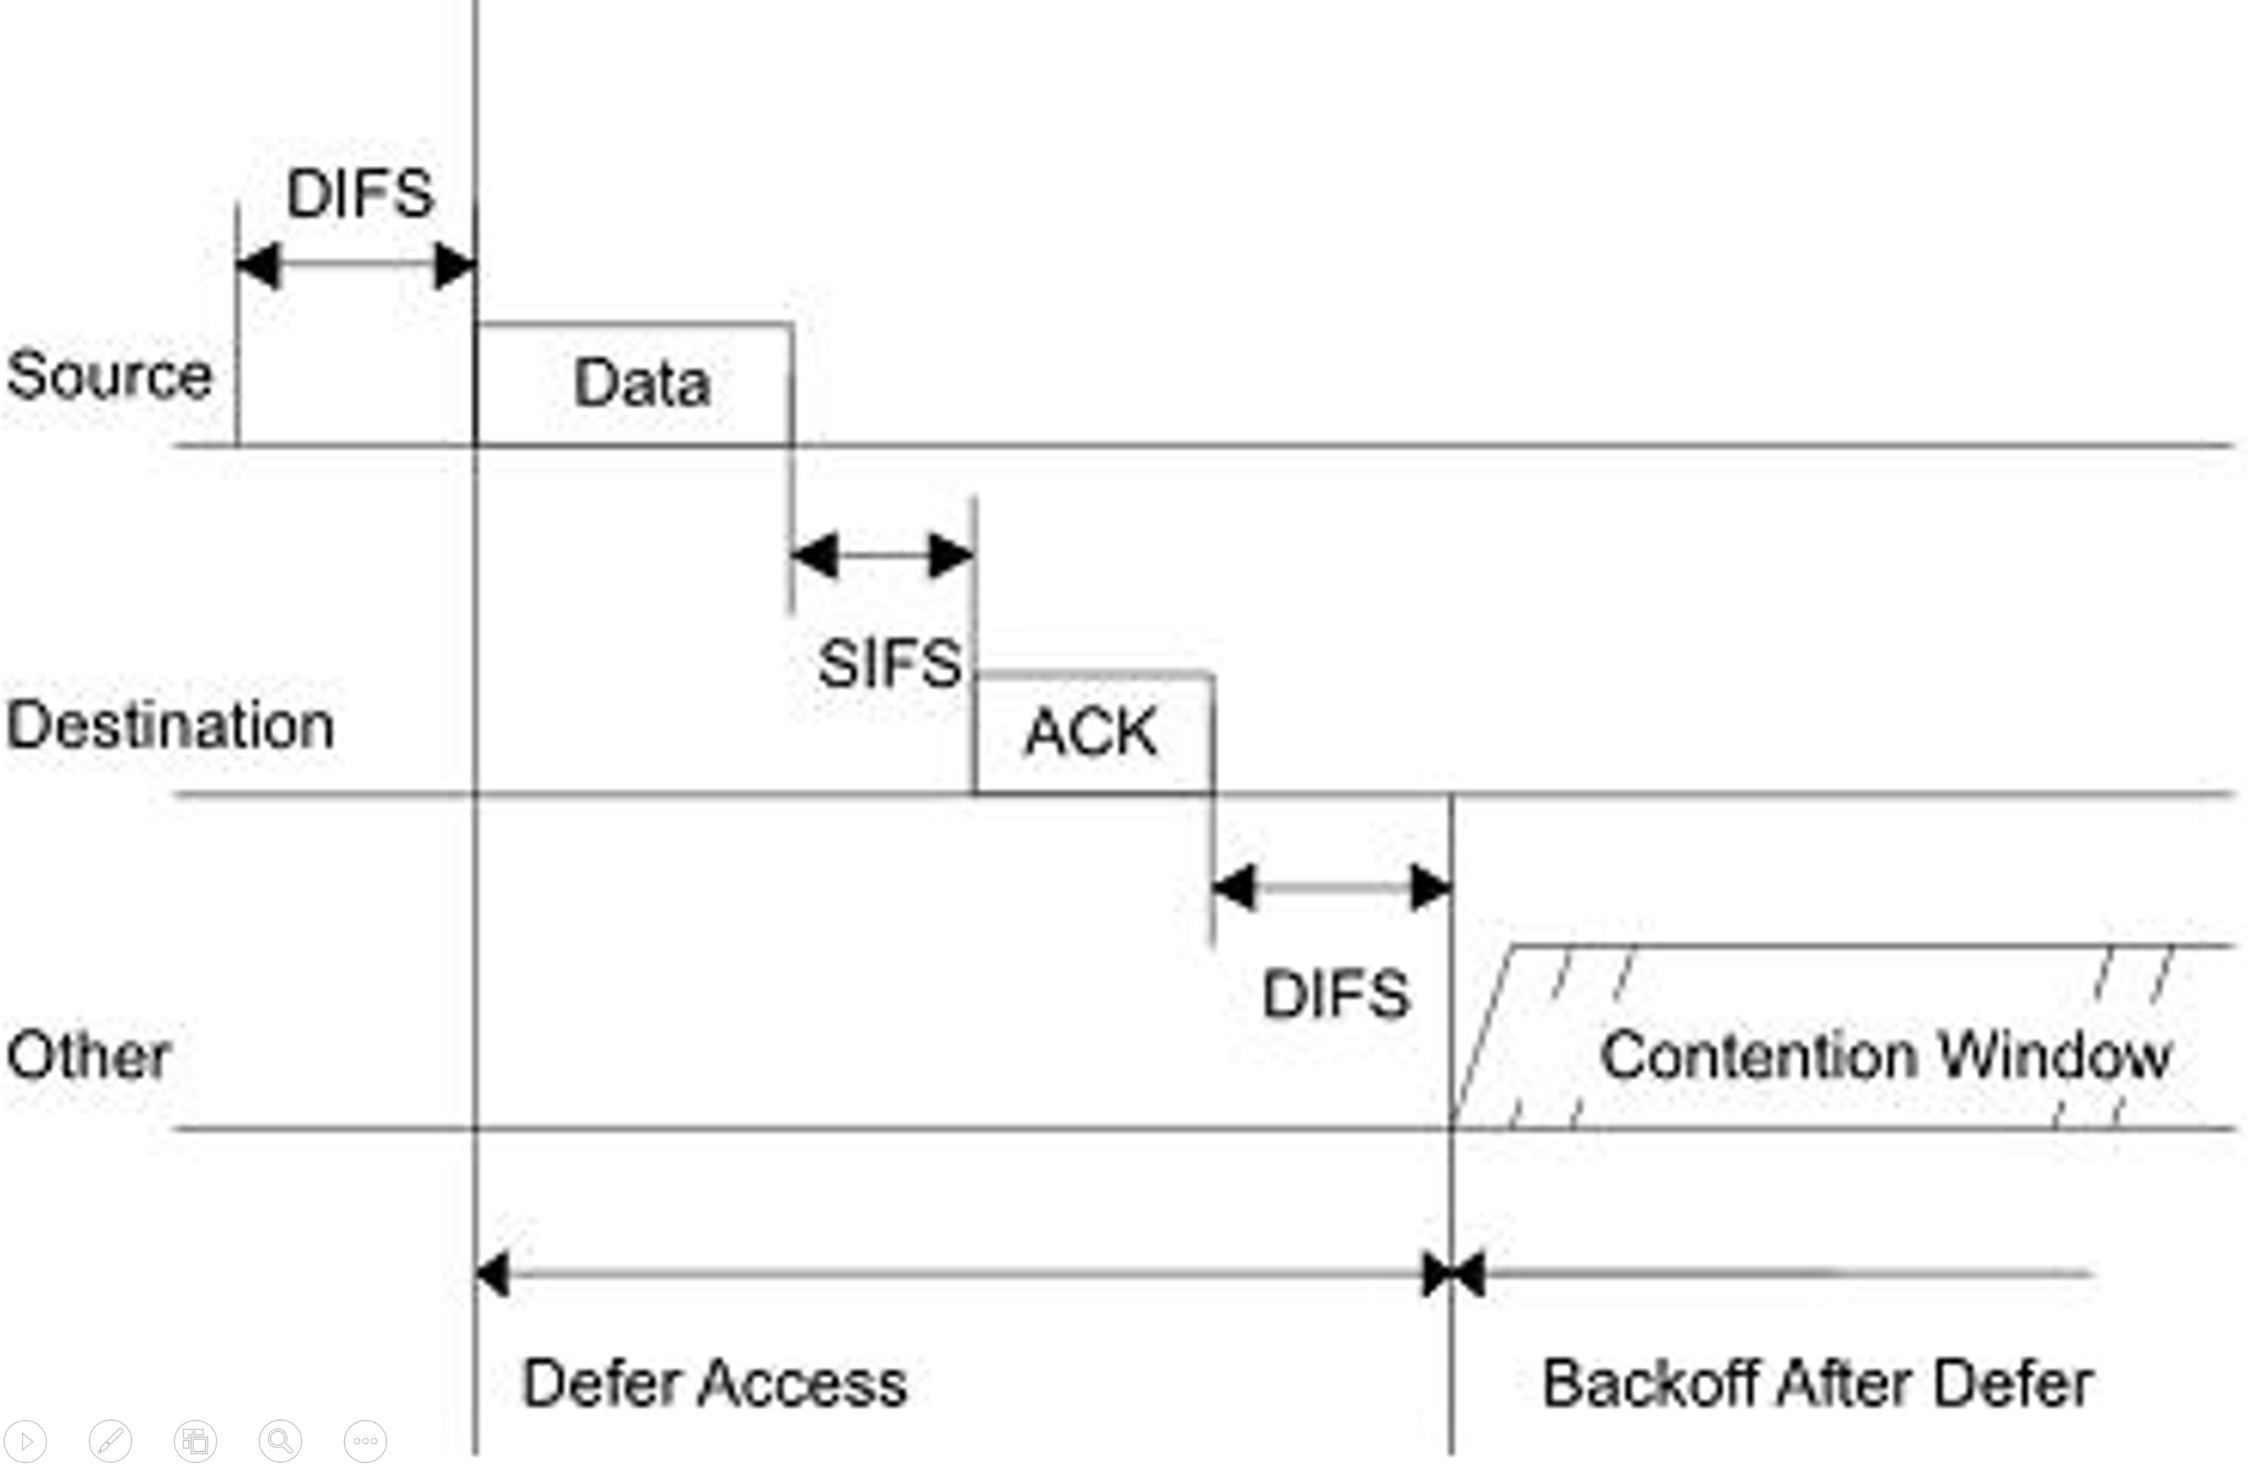 DIFS
Source
Data
SIFS
Destination
ACK
DIFS
Other
Contention Window
Defer Access
Backoff After Defer